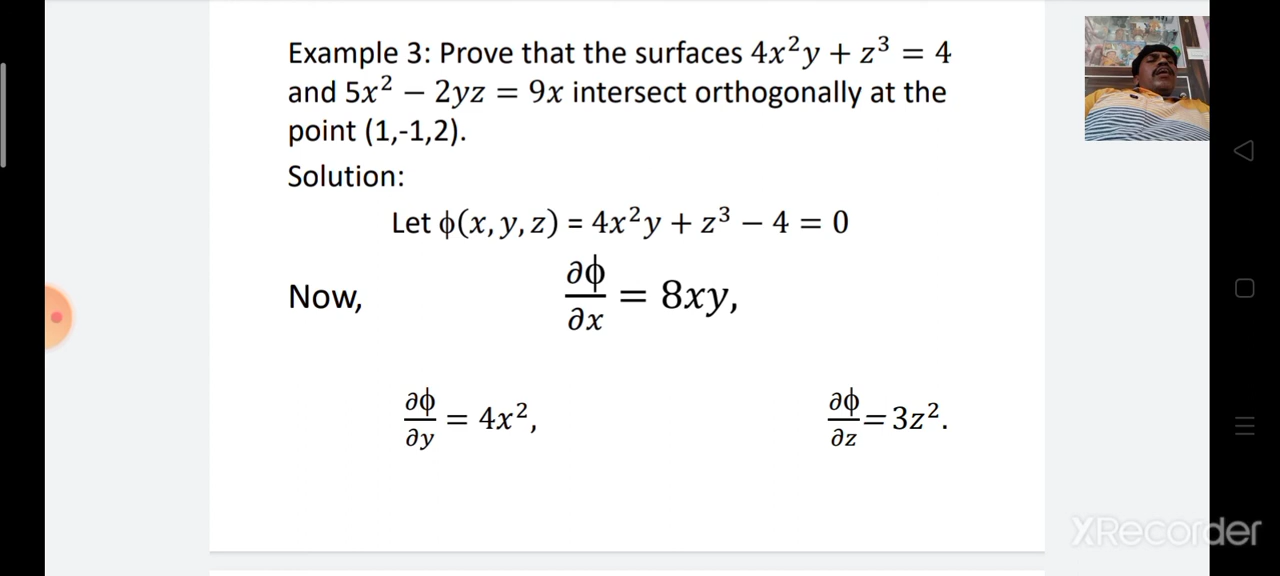 Example 3: Prove that the surfaces 4x²y + z³ = 4
and 5x² − 2yz = 9x intersect orthogonally at the
point (1,-1,2).
Solution:
Let ϕ(x, y, z) = 4x²y + z³ − 4 = 0
Now, ∂ϕ/∂x = 8xy,
∂ϕ/∂y = 4x², ∂ϕ/∂z = 3z².
XRecorder